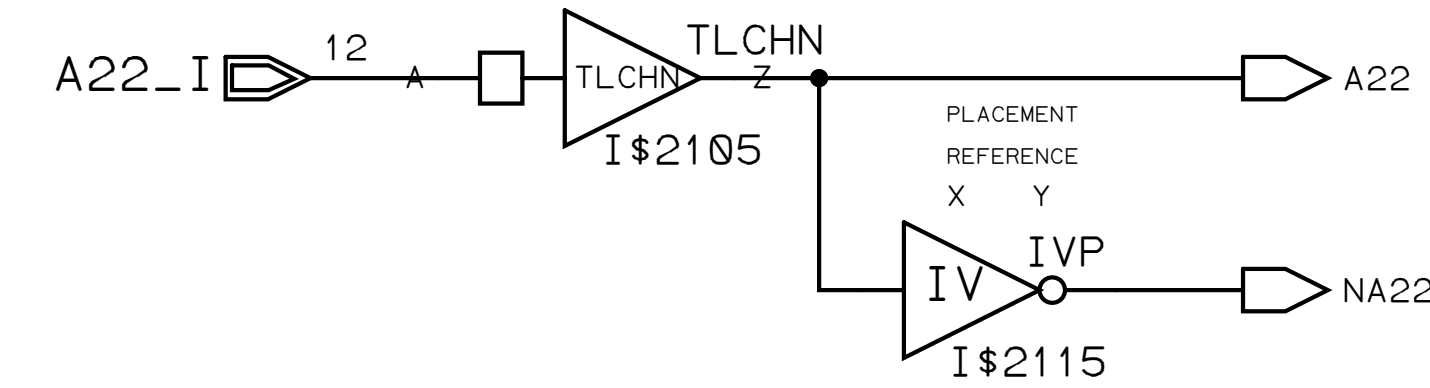 A22_I
12
A
TLCHN
TLCHN
Z
I$2105
A22
PLACEMENT
REFERENCE
X Y
IV
IVP
I$2115
NA22